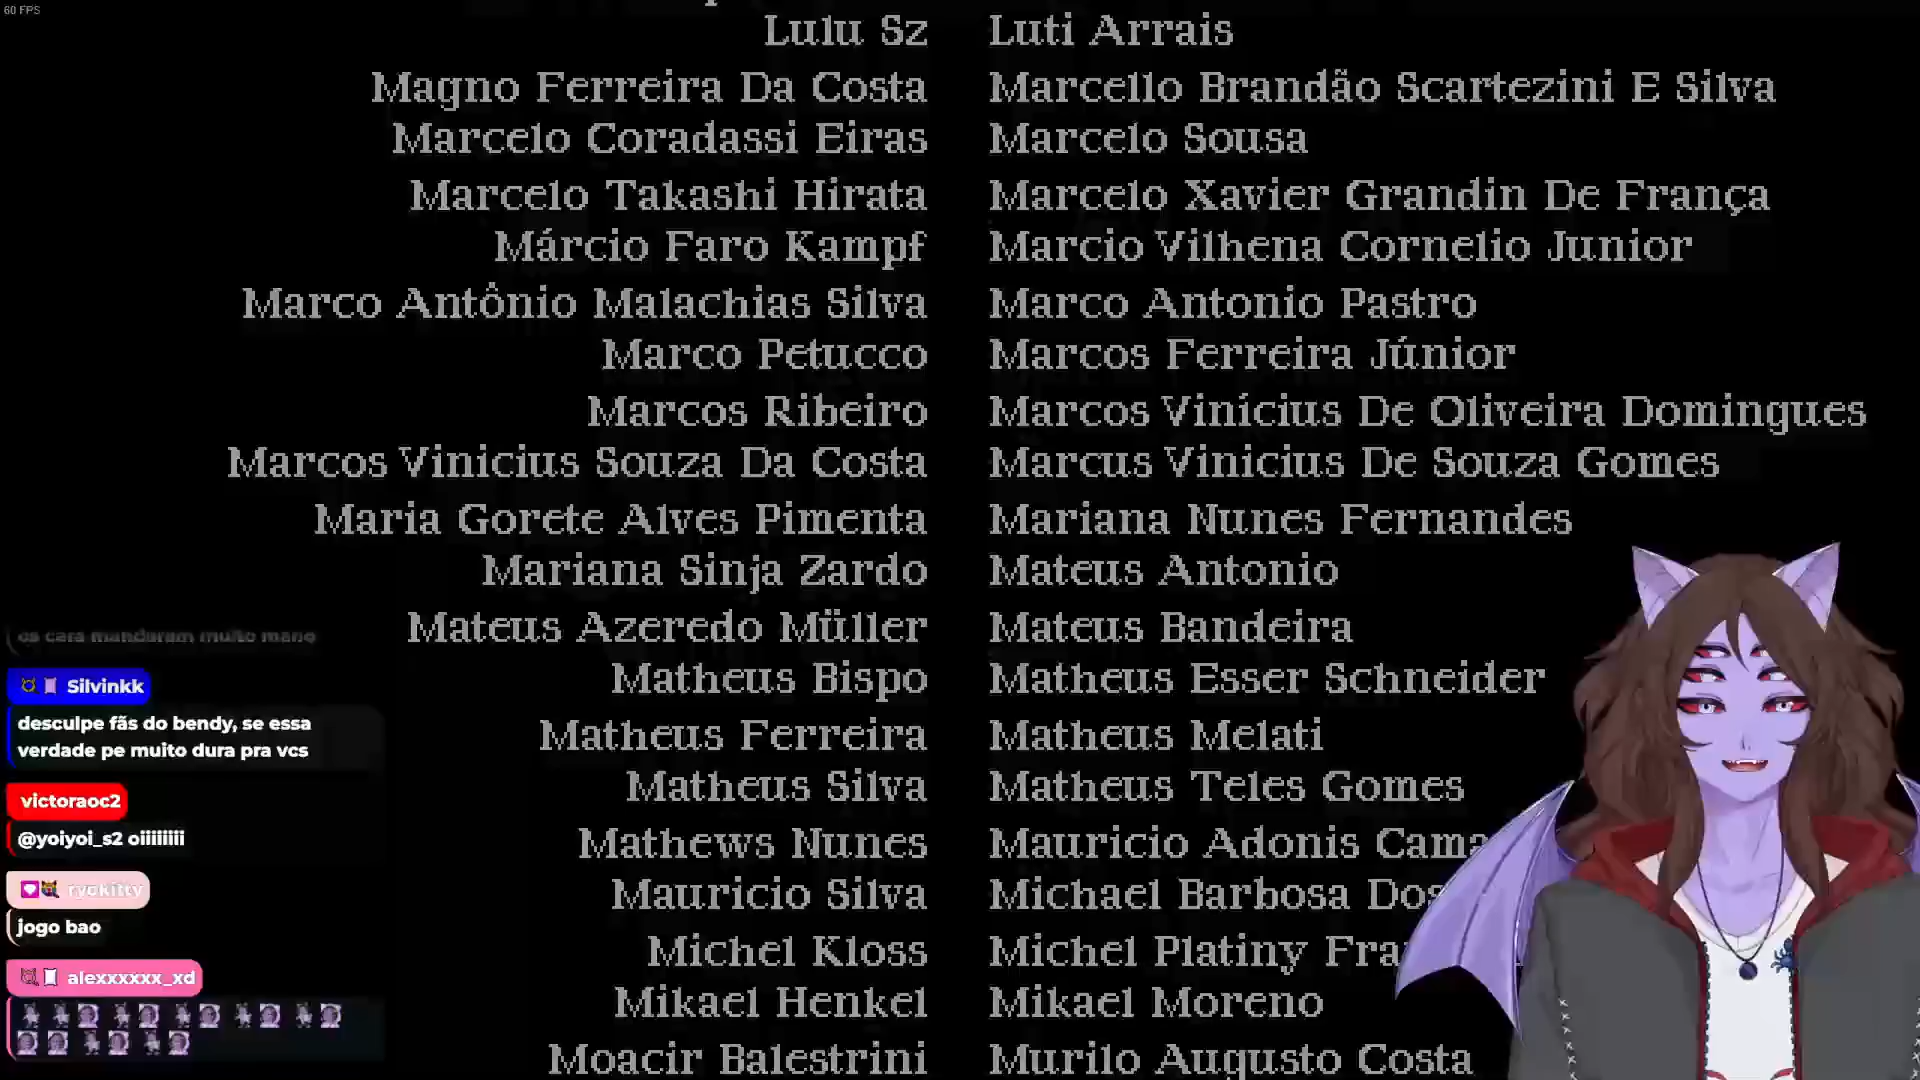 60 FPS
Lulu Sz Luti Arrais
Magno Ferreira Da Costa Marcello Brandão Scartezini E Silva
Marcelo Coradassi Eiras Marcelo Sousa
Marcelo Takashi Hirata Marcelo Xavier Grandin De França
Márcio Faro Kampf Marcio Vilhena Cornelio Junior
Marco Antônio Malachias Silva Marco Antonio Pastro
Marco Petucco Marcos Ferreira Júnior
Marcos Ribeiro Marcos Vinícius De Oliveira Domingues
Marcos Vinicius Souza Da Costa Marcus Vinicius De Souza Gomes
Maria Gorete Alves Pimenta Mariana Nunes Fernandes
Mariana Sinja Zardo Mateus Antonio
Mateus Azeredo Müller Mateus Bandeira
Matheus Bispo Matheus Esser Schneider
Matheus Ferreira Matheus Melati
Matheus Silva Matheus Teles Gomes
Mathews Nunes Mauricio Adonis Cama
Mauricio Silva Michael Barbosa Dos
Michel Kloss Michel Platiny Fra
Mikael Henkel Mikael Moreno
Moacir Balestrini Murilo Augusto Costa
os cara mandaram muito mano
Silvinkk
desculpe fãs do bendy, se essa
verdade pe muito dura pra vcs
victoraoc2
@yoiyoi_s2 oiiiiiiii
ryokitty
jogo bao
alexxxxxx_xd